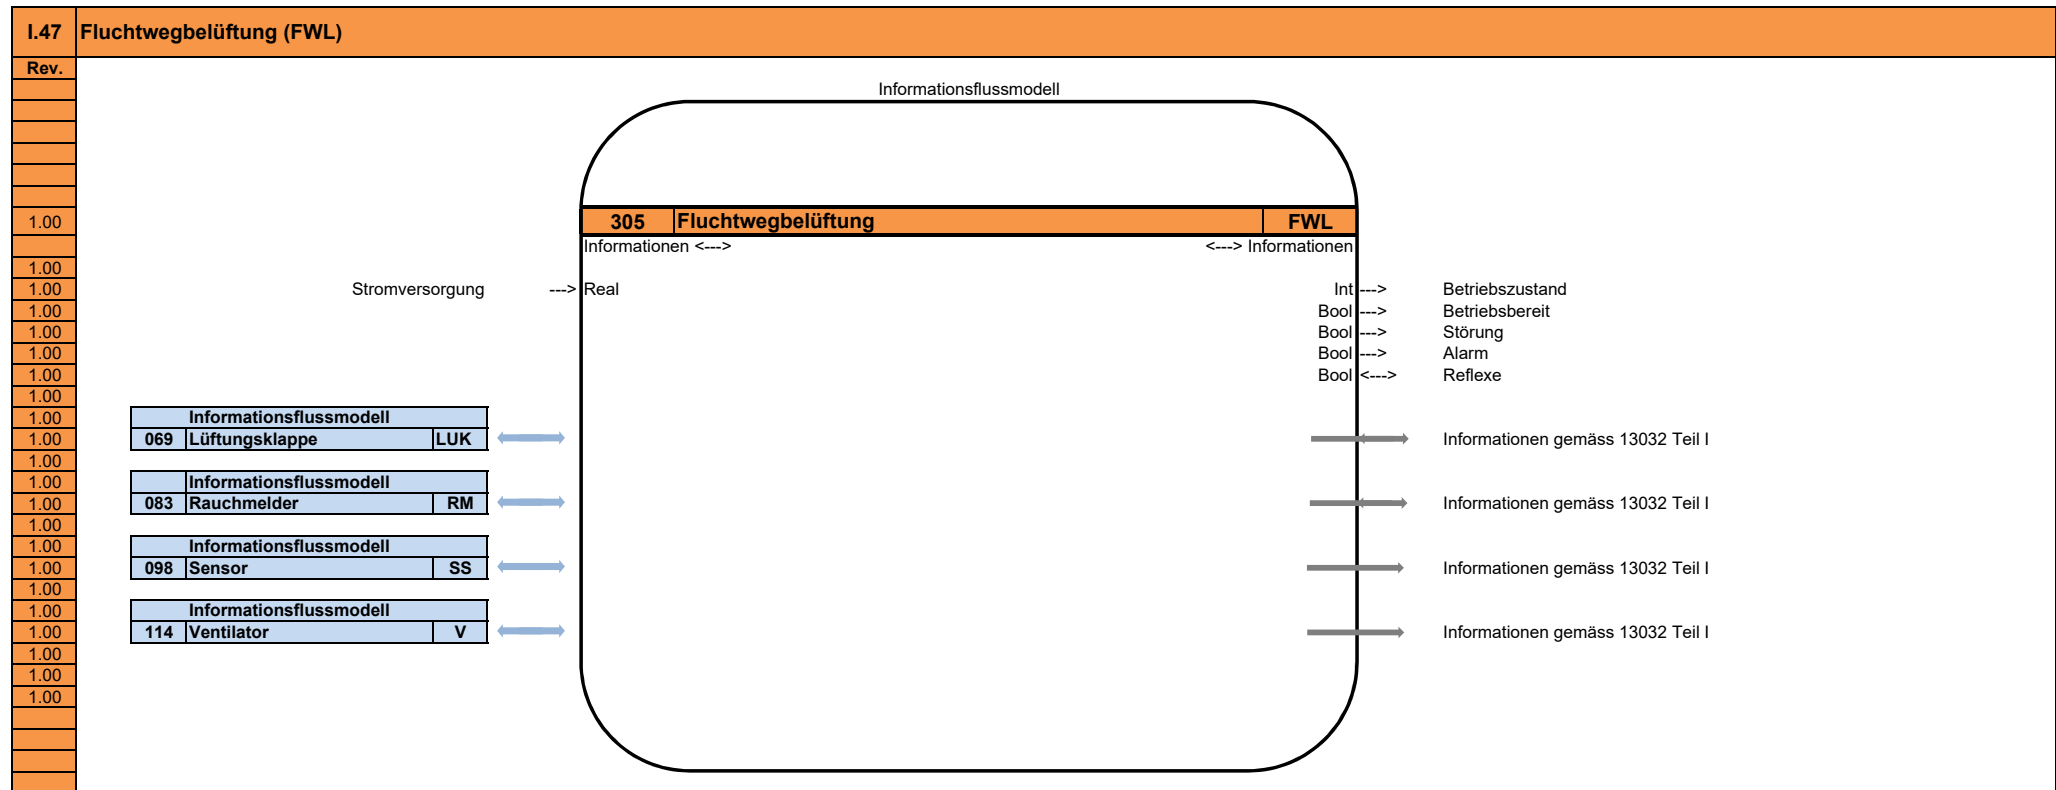 I.47 Fluchtwegbelüftung (FWL)
Rev.
Informationsflussmodell
1.00 305 Fluchtwegbelüftung FWL
Informationen <---> <---> Informationen
1.00
1.00 Stromversorgung ---> Real Int ---> Betriebszustand
1.00 Bool ---> Betriebsbereit
1.00 Bool ---> Störung
1.00 Bool ---> Alarm
1.00 Bool <---> Reflexe
1.00
1.00 Informationsflussmodell
1.00 069 Lüftungsklappe LUK Informationen gemäss 13032 Teil I
1.00
1.00 Informationsflussmodell
1.00 083 Rauchmelder RM Informationen gemäss 13032 Teil I
1.00
1.00 Informationsflussmodell
1.00 098 Sensor SS Informationen gemäss 13032 Teil I
1.00
1.00 Informationsflussmodell
1.00 114 Ventilator V Informationen gemäss 13032 Teil I
1.00
1.00
1.00